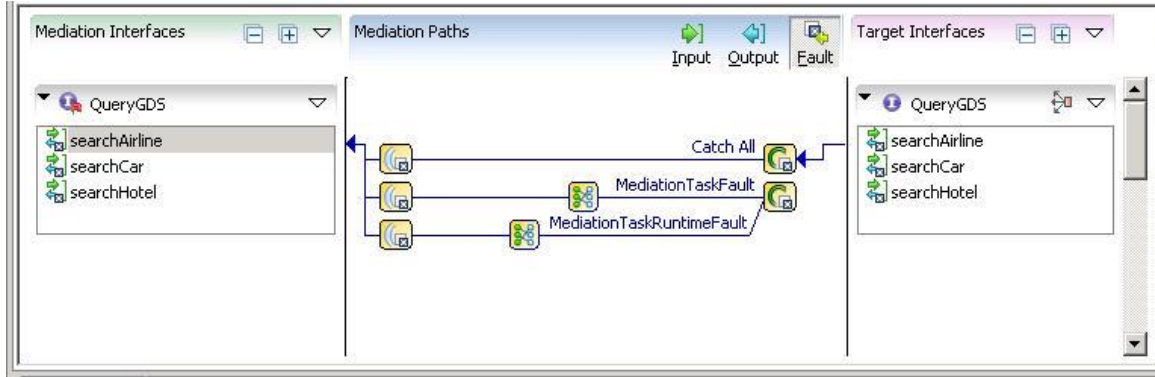 Mediation Interfaces
Mediation Paths
Input Output Fault
Target Interfaces
QueryGDS
searchAirline
searchCar
searchHotel
Catch All
MediationTaskFault
MediationTaskRuntimeFault
QueryGDS
searchAirline
searchCar
searchHotel